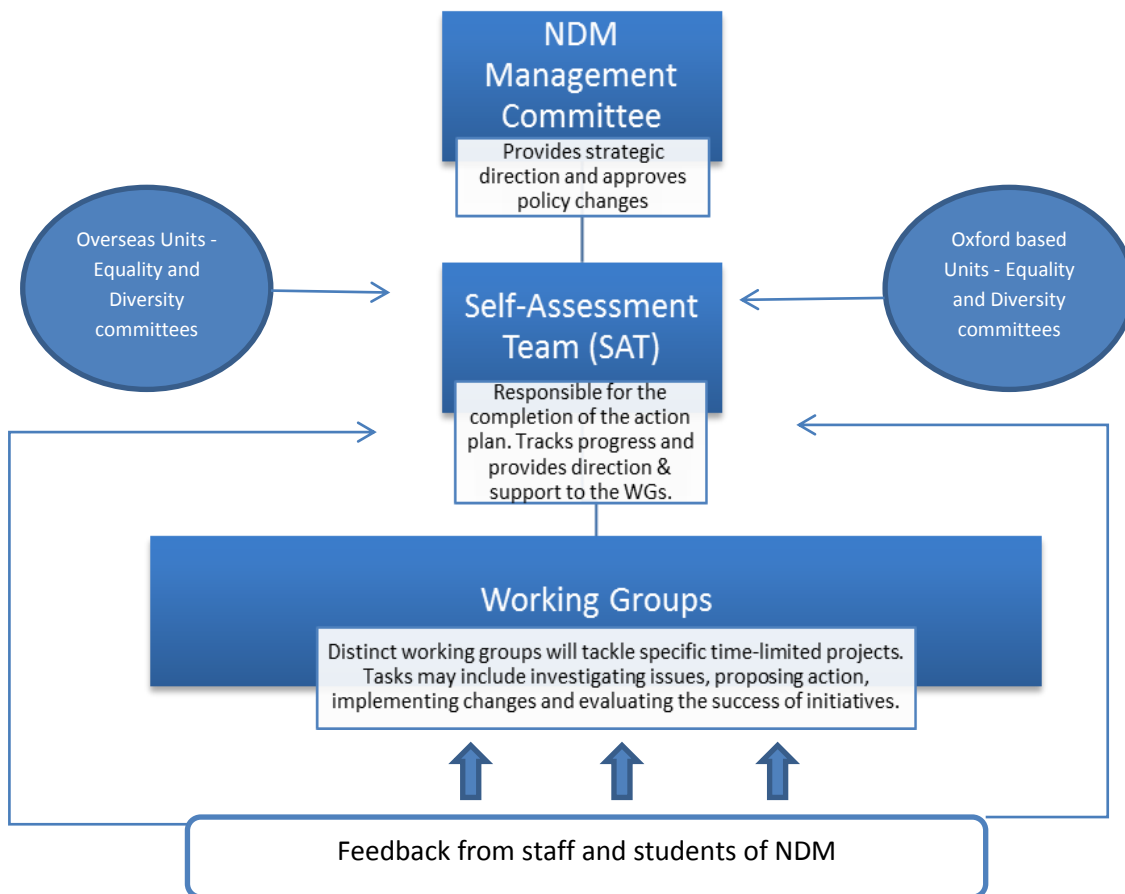 NDM
Management
Committee
Provides strategic
direction and approves
policy changes
Overseas Units -
Equality and
Diversity
committees
Oxford based
Units - Equality
and Diversity
committees
Self-Assessment
Team (SAT)
Responsible for the
completion of the action
plan. Tracks progress and
provides direction &
support to the WGs.
Working Groups
Distinct working groups will tackle specific time-limited projects.
Tasks may include investigating issues, proposing action,
implementing changes and evaluating the success of initiatives.
Feedback from staff and students of NDM